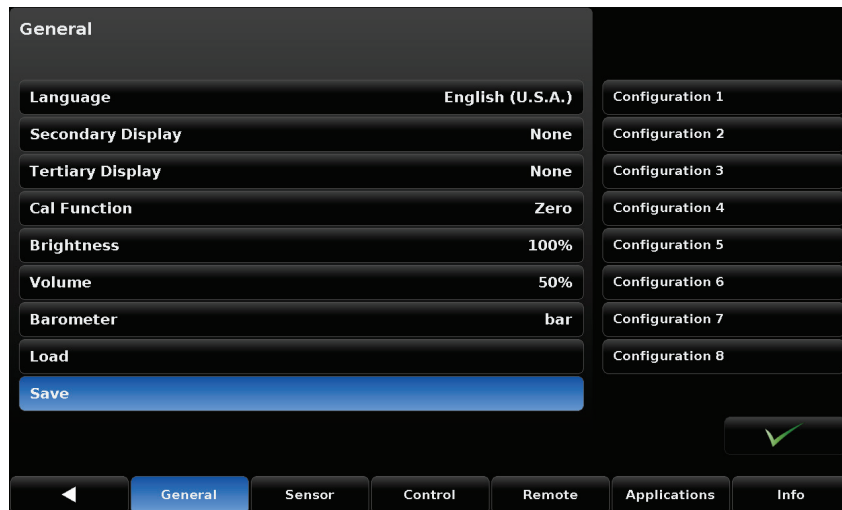 General
Language English (U.S.A.)
Secondary Display None
Tertiary Display None
Cal Function Zero
Brightness 100%
Volume 50%
Barometer bar
Load
Save
Configuration 1
Configuration 2
Configuration 3
Configuration 4
Configuration 5
Configuration 6
Configuration 7
Configuration 8
General Sensor Control Remote Applications Info